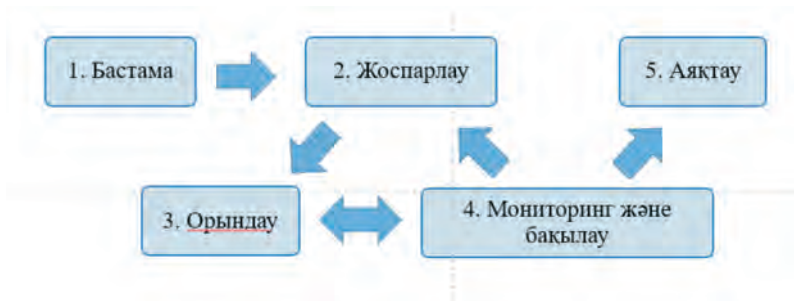 1. Бастама
2. Жоспарлау
5. Аяқтау
3. Орындау
4. Мониторинг және
бақылау